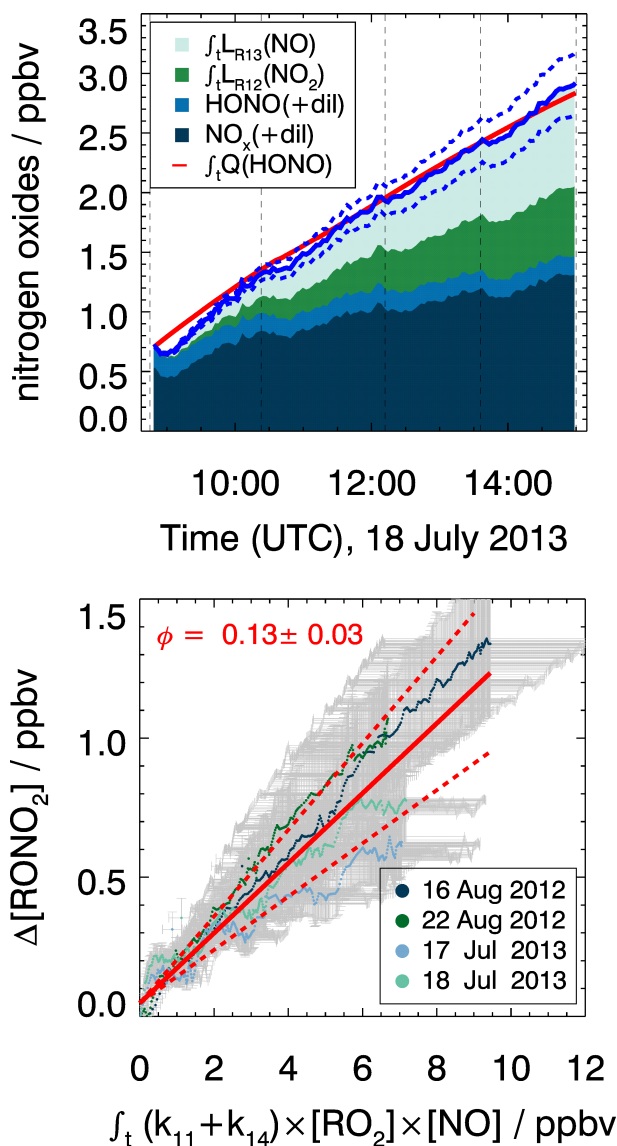 3.5
3.0
2.5
2.0
1.5
1.0
0.5
0.0
nitrogen oxides / ppbv
∫ₜL_R13(NO)
∫ₜL_R12(NO₂)
HONO(+dil)
NOₓ(+dil)
∫ₜQ(HONO)
10:00 12:00 14:00
Time (UTC), 18 July 2013
1.5
1.0
0.5
0.0
Δ[RONO₂] / ppbv
ϕ = 0.13± 0.03
16 Aug 2012
22 Aug 2012
17 Jul 2013
18 Jul 2013
0 2 4 6 8 10 12
∫ₜ (k₁₁+k₁₄)×[RO₂]×[NO] / ppbv